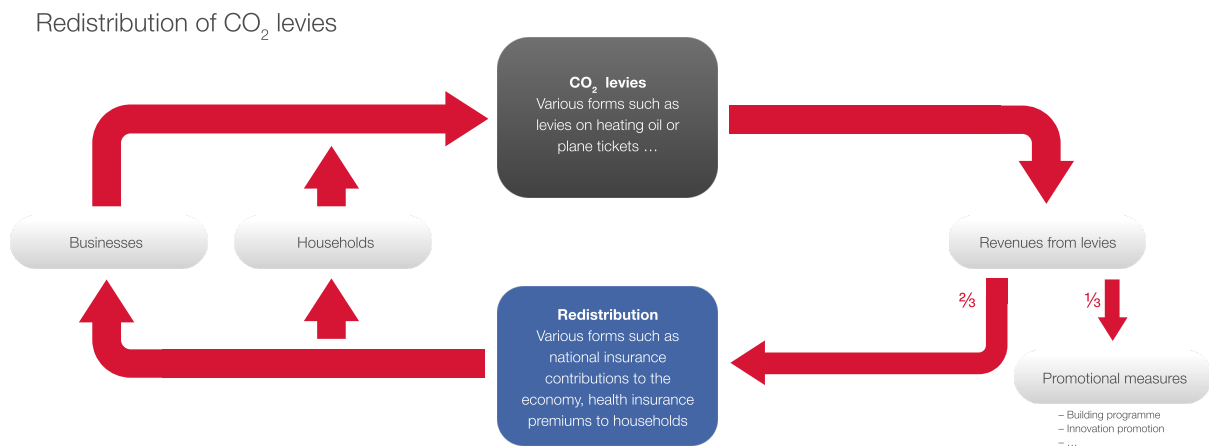 Redistribution of CO₂ levies
CO₂ levies
Various forms such as
levies on heating oil or
plane tickets …
Businesses
Households
Revenues from levies
⅔
⅓
Redistribution
Various forms such as
national insurance
contributions to the
economy, health insurance
premiums to households
Promotional measures
– Building programme
– Innovation promotion
– …